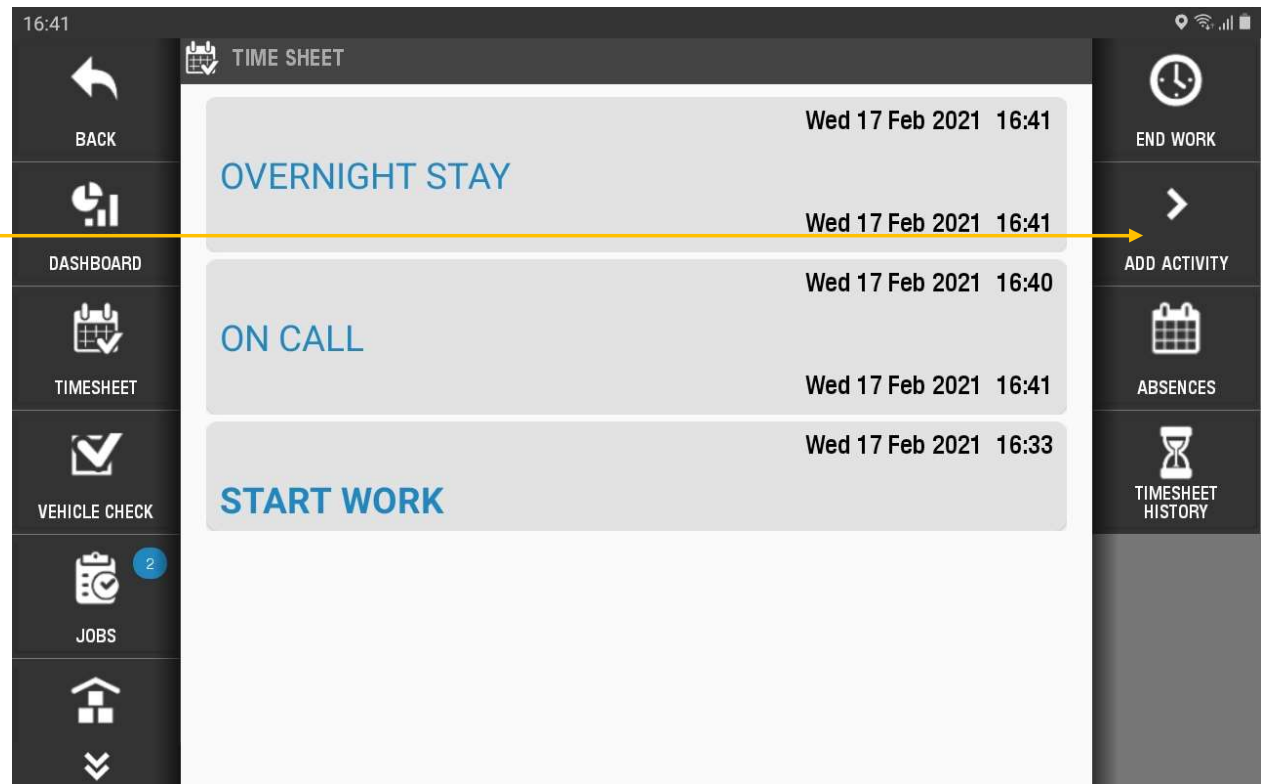 16:41
TIME SHEET
BACK
DASHBOARD
TIMESHEET
VEHICLE CHECK
2
JOBS
Wed 17 Feb 2021 16:41
OVERNIGHT STAY
Wed 17 Feb 2021 16:41
Wed 17 Feb 2021 16:40
ON CALL
Wed 17 Feb 2021 16:41
Wed 17 Feb 2021 16:33
START WORK
END WORK
ADD ACTIVITY
ABSENCES
TIMESHEET
HISTORY